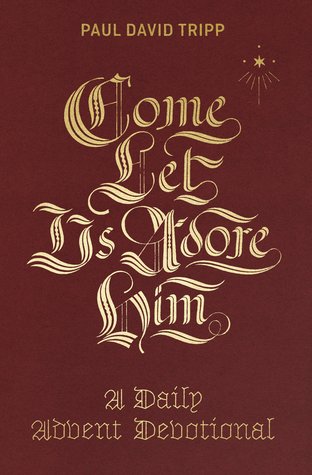 PAUL DAVID TRIPP
Come
Let
Us Adore
Him
A Daily
Advent Devotional